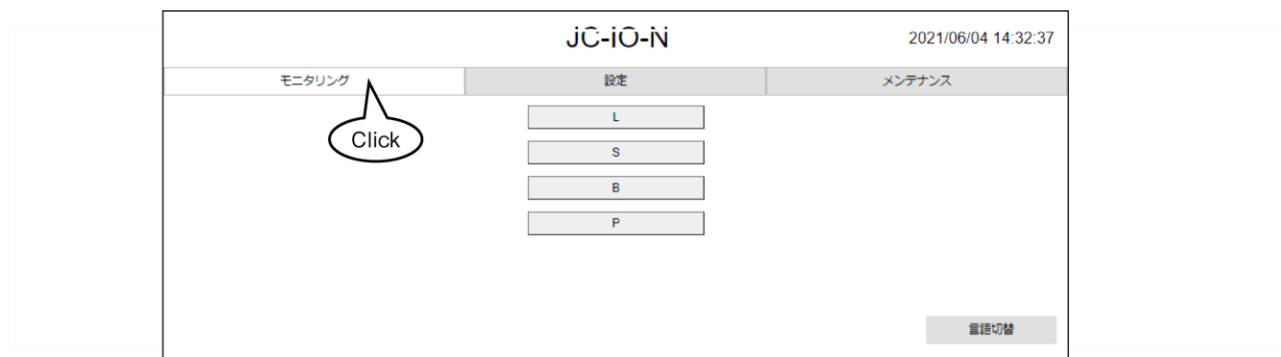 JC-IO-N
2021/06/04 14:32:37
モニタリング
設定
メンテナンス
Click
L
S
B
P
言語切替